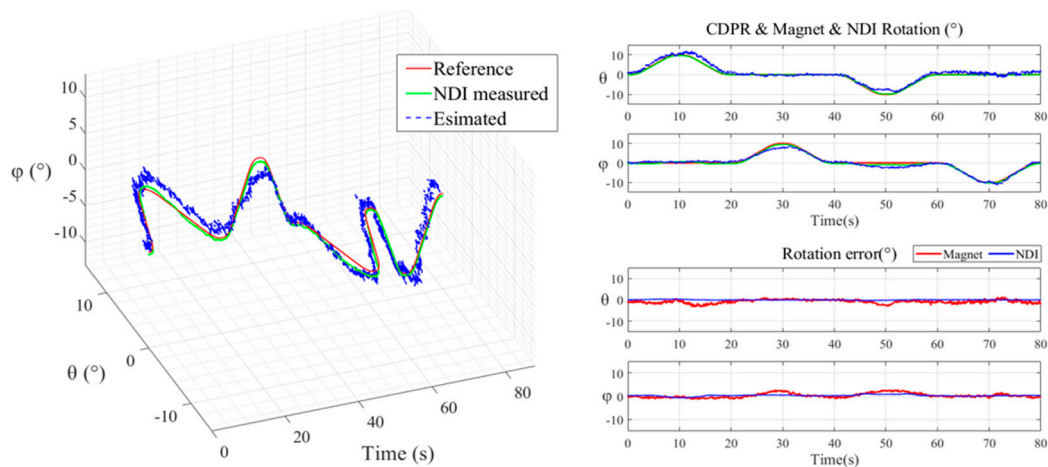 Reference
NDI measured
Esimated
φ (°)
10
5
0
-5
-10
θ (°)
10
0
-10
Time (s)
0
20
40
60
80
CDPR & Magnet & NDI Rotation (°)
θ
10
0
-10
0 10 20 30 40 50 60 70 80
φ
10
0
-10
0 10 20 30 40 50 60 70 80
Time(s)
Rotation error(°)
Magnet
NDI
θ
10
0
-10
0 10 20 30 40 50 60 70 80
φ
10
0
-10
0 10 20 30 40 50 60 70 80
Time(s)